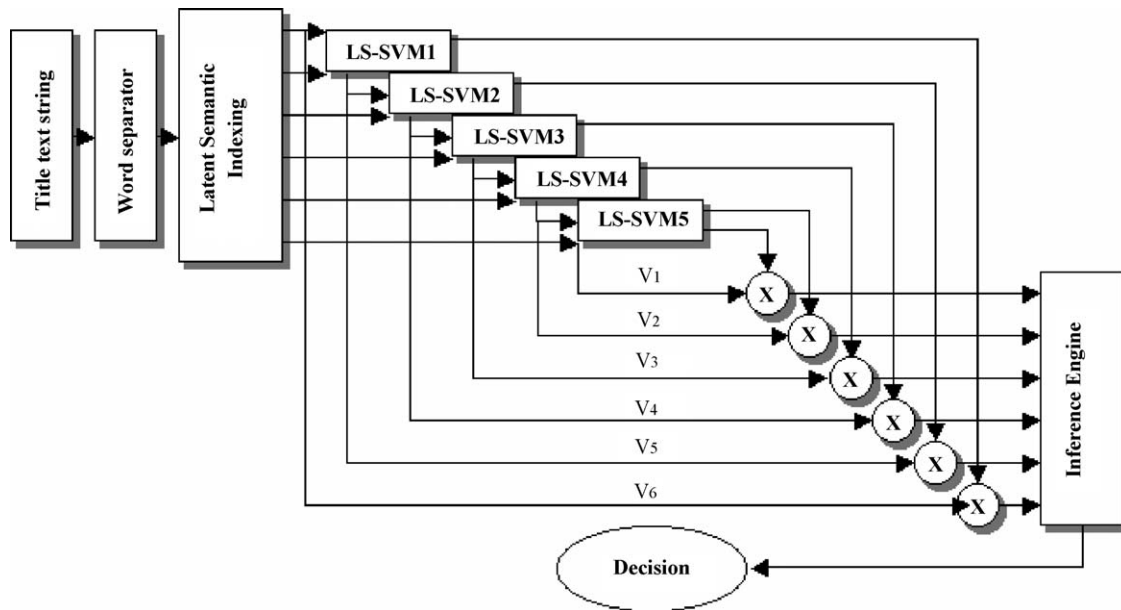 Title text string
Word separator
Latent Semantic
Indexing
LS-SVM1
LS-SVM2
LS-SVM3
LS-SVM4
LS-SVM5
V1
X
V2
X
V3
X
V4
X
V5
X
V6
X
Inference Engine
Decision